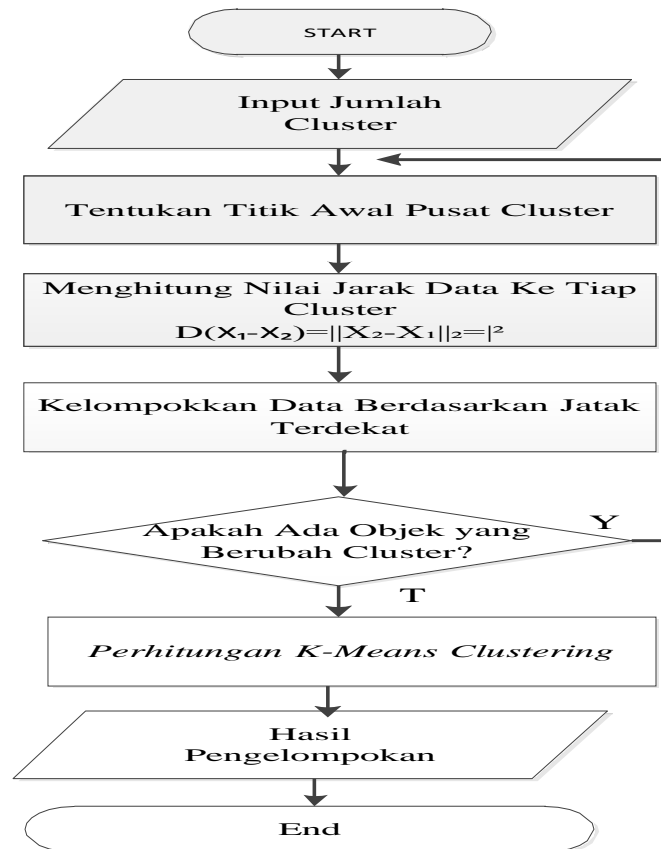 START
Input Jumlah
Cluster
Tentukan Titik Awal Pusat Cluster
Menghitung Nilai Jarak Data Ke Tiap
Cluster
D(X₁-X₂)=||X₂-X₁||₂=|²
Kelompokkan Data Berdasarkan Jatak
Terdekat
Apakah Ada Objek yang
Berubah Cluster?
Y
T
Perhitungan K-Means Clustering
Hasil
Pengelompokan
End